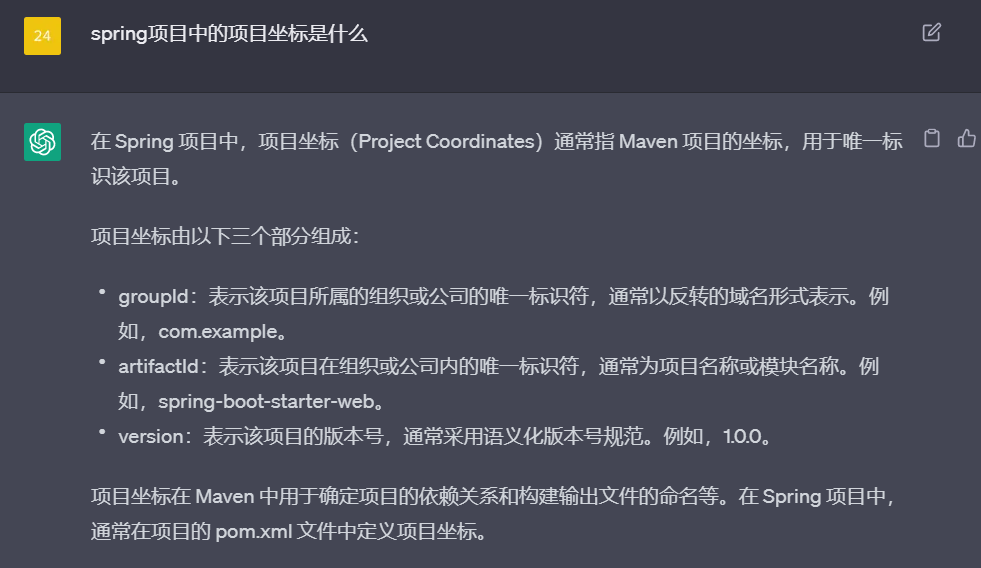 24
spring项目中的项目坐标是什么
在 Spring 项目中，项目坐标（Project Coordinates）通常指 Maven 项目的坐标，用于唯一标
识该项目。
项目坐标由以下三个部分组成：
• groupId：表示该项目所属的组织或公司的唯一标识符，通常以反转的域名形式表示。例
如，com.example。
• artifactId：表示该项目在组织或公司内的唯一标识符，通常为项目名称或模块名称。例
如，spring-boot-starter-web。
• version：表示该项目的版本号，通常采用语义化版本号规范。例如，1.0.0。
项目坐标在 Maven 中用于确定项目的依赖关系和构建输出文件的命名等。在 Spring 项目中，
通常在项目的 pom.xml 文件中定义项目坐标。